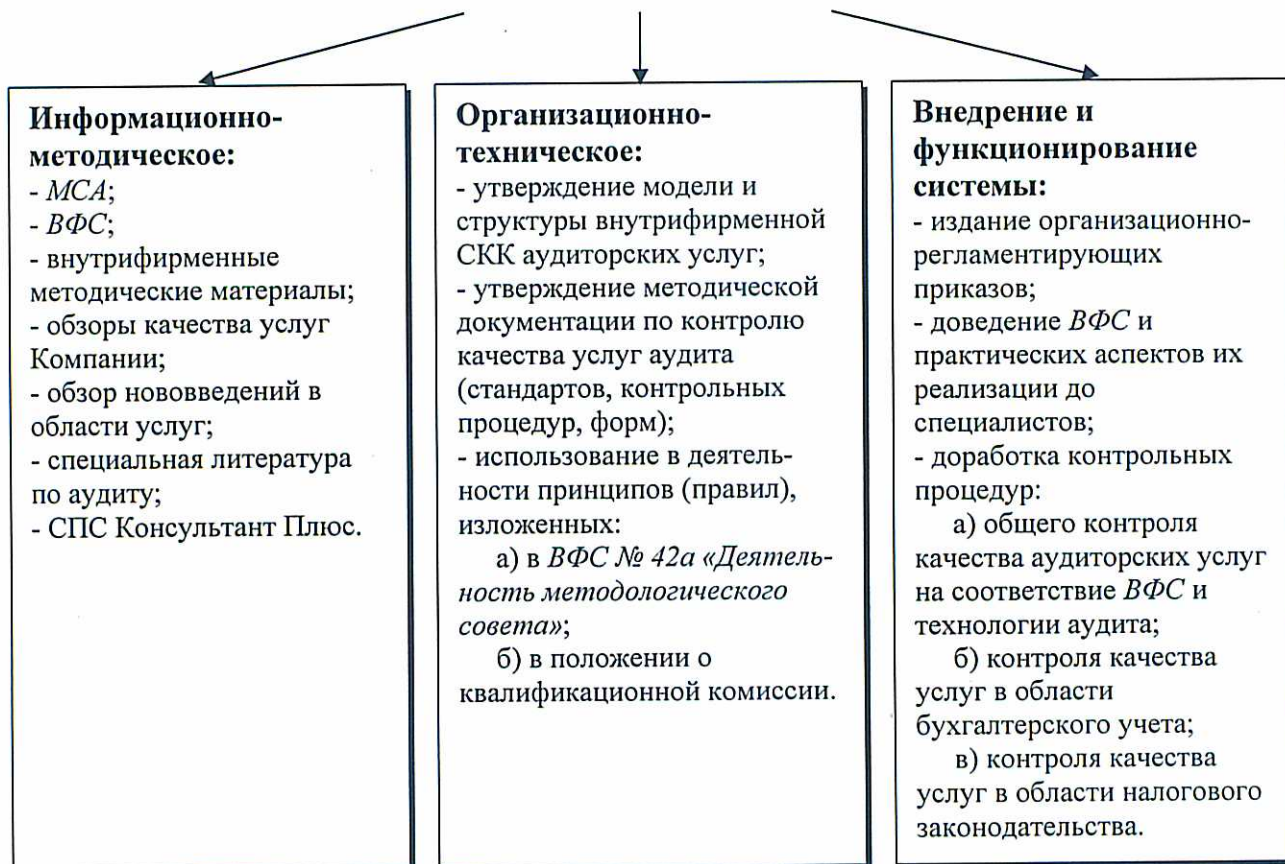 Информационно-
методическое:
- МСА;
- ВФС;
- внутрифирменные
методические материалы;
- обзоры качества услуг
Компании;
- обзор нововведений в
области услуг;
- специальная литература
по аудиту;
- СПС Консультант Плюс.
Организационно-
техническое:
- утверждение модели и
структуры внутрифирменной
СКК аудиторских услуг;
- утверждение методической
документации по контролю
качества услуг аудита
(стандартов, контрольных
процедур, форм);
- использование в деятель-
ности принципов (правил),
изложенных:
а) в ВФС № 42а «Деятель-
ность методологического
совета»;
б) в положении о
квалификационной комиссии.
Внедрение и
функционирование
системы:
- издание организационно-
регламентирующих
приказов;
- доведение ВФС и
практических аспектов их
реализации до
специалистов;
- доработка контрольных
процедур:
а) общего контроля
качества аудиторских услуг
на соответствие ВФС и
технологии аудита;
б) контроля качества
услуг в области
бухгалтерского учета;
в) контроля качества
услуг в области налогового
законодательства.